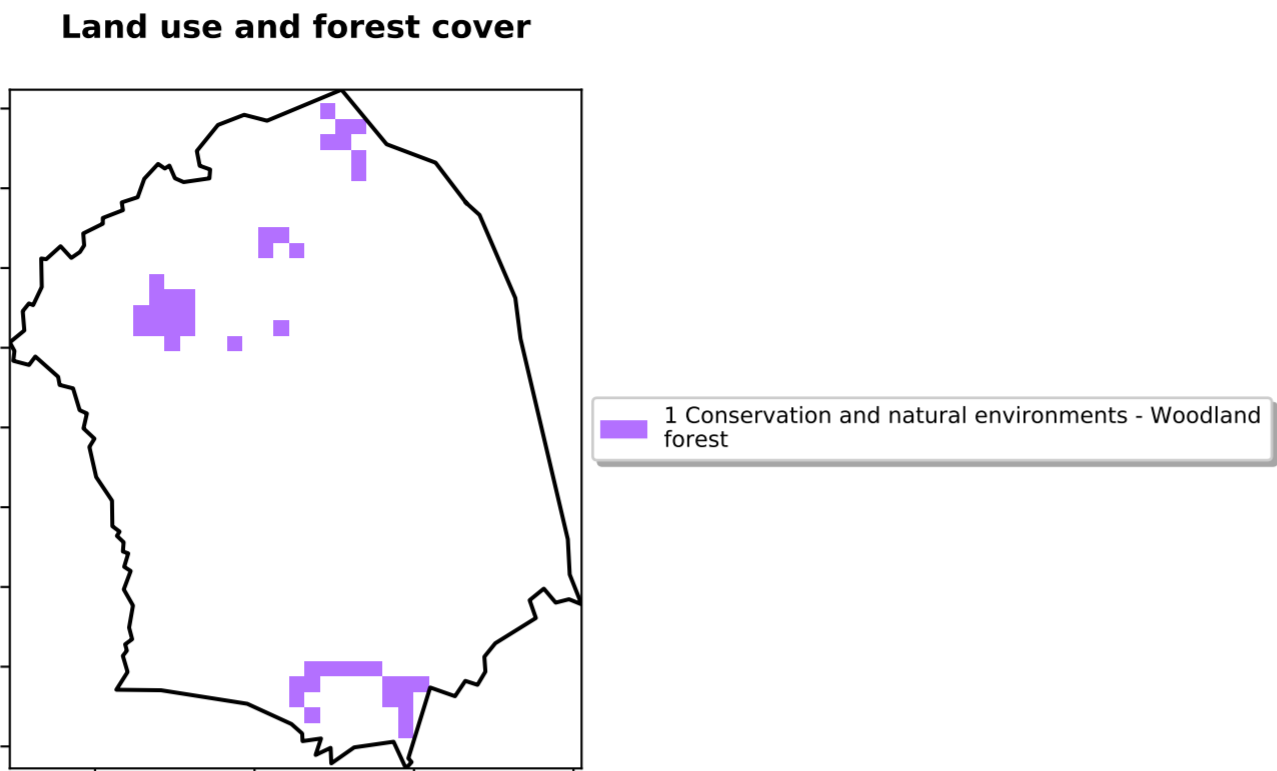 Land use and forest cover
1 Conservation and natural environments - Woodland
forest